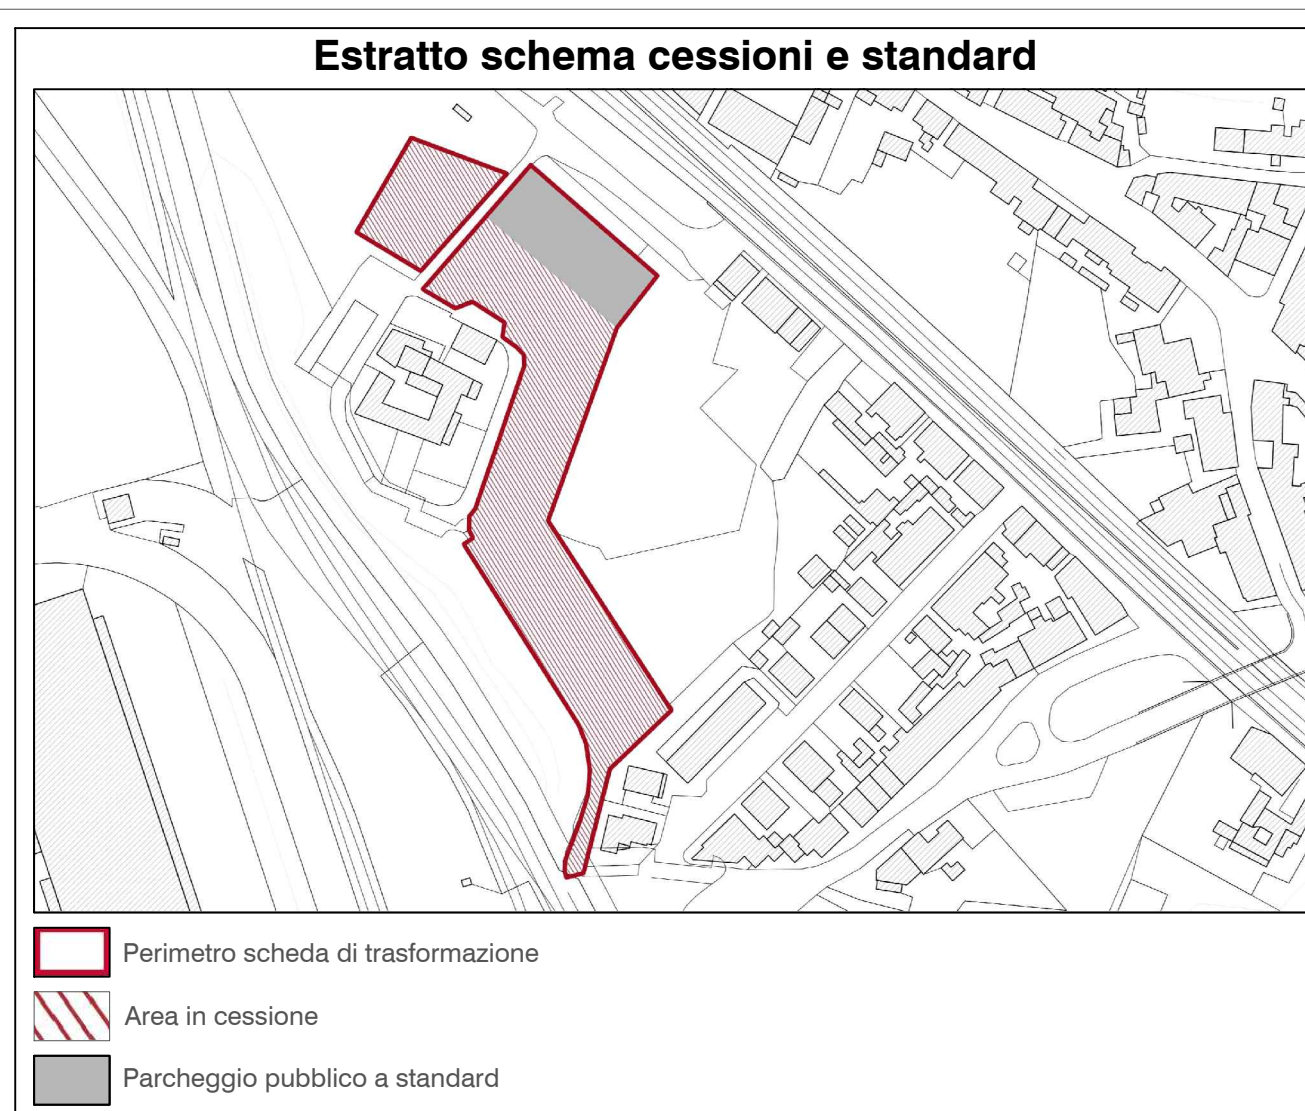 Estratto schema cessioni e standard
Perimetro scheda di trasformazione
Area in cessione
Parcheggio pubblico a standard